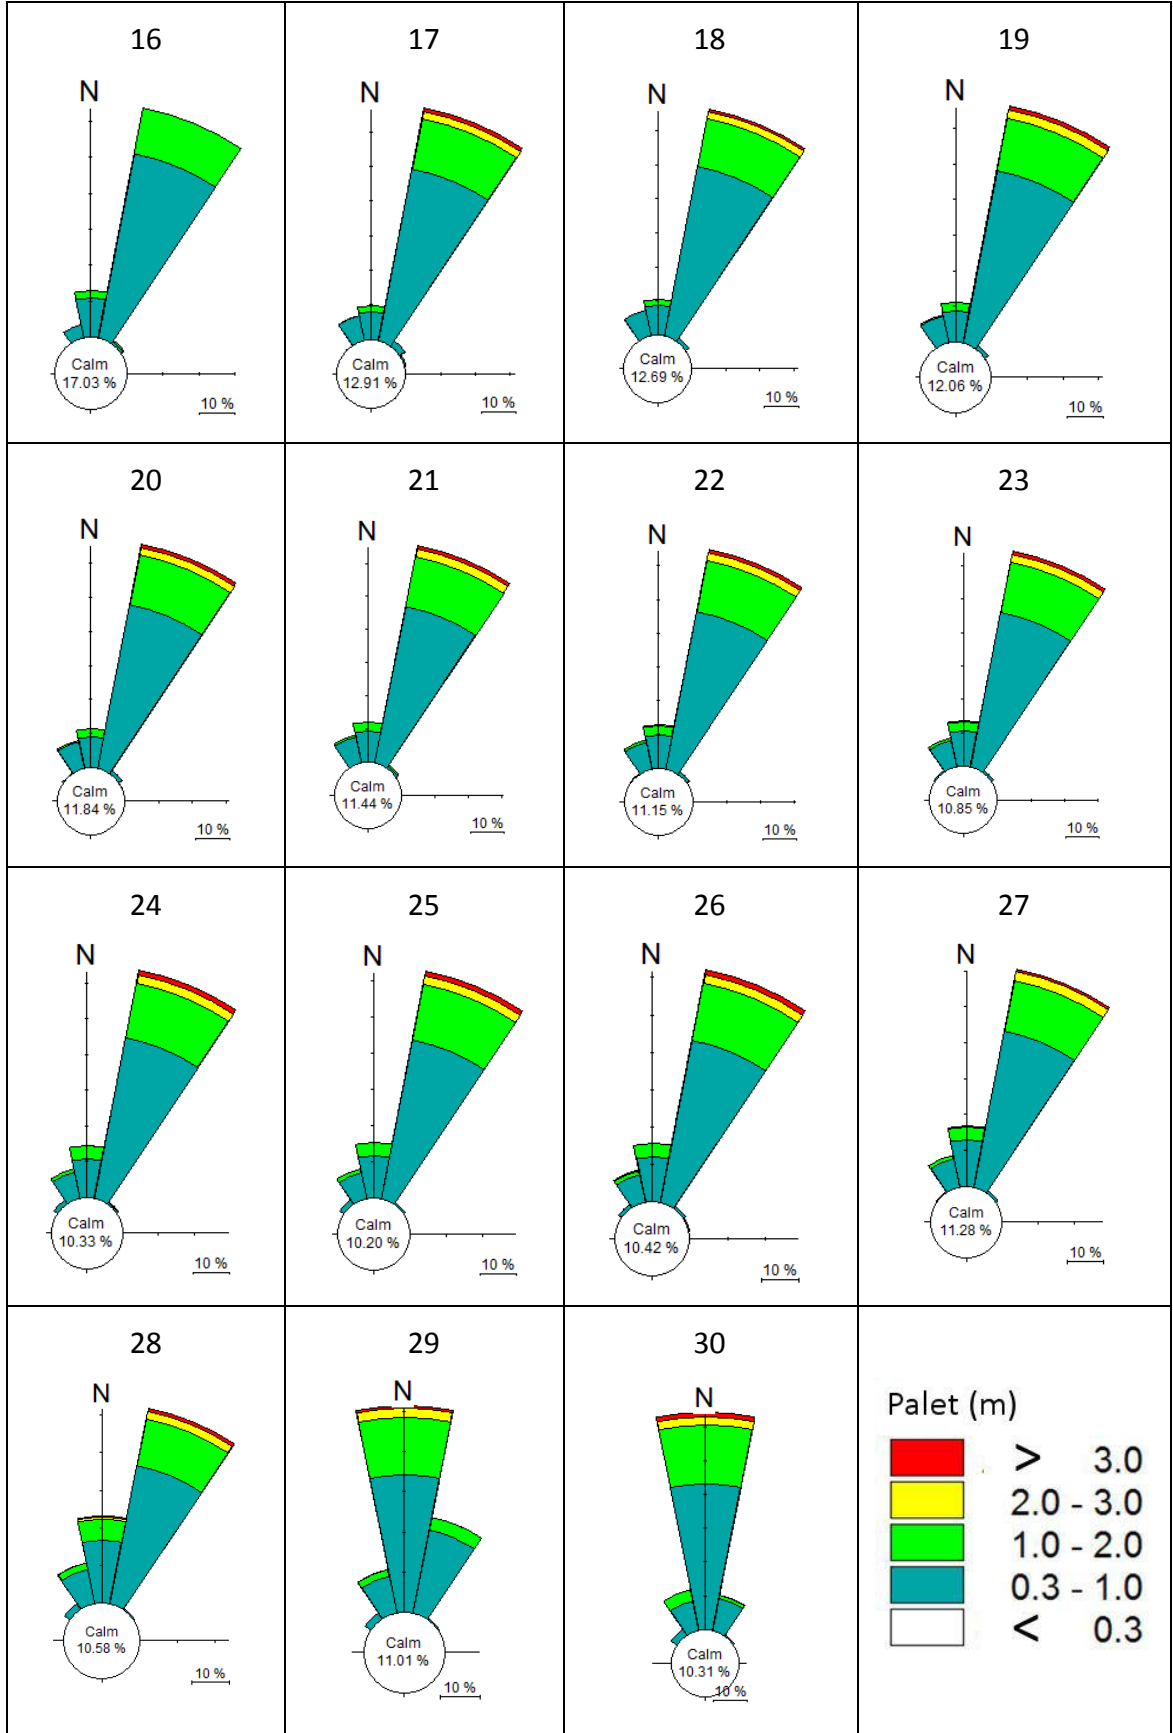 16
N
Calm
17.03 %
10 %
17
N
Calm
12.91 %
10 %
18
N
Calm
12.69 %
10 %
19
N
Calm
12.06 %
10 %
20
N
Calm
11.84 %
10 %
21
N
Calm
11.44 %
10 %
22
N
Calm
11.15 %
10 %
23
N
Calm
10.85 %
10 %
24
N
Calm
10.33 %
10 %
25
N
Calm
10.20 %
10 %
26
N
Calm
10.42 %
10 %
27
N
Calm
11.28 %
10 %
28
N
Calm
10.58 %
10 %
29
N
Calm
11.01 %
10 %
30
N
Calm
10.31 %
10 %
Palet (m)
> 3.0
2.0 - 3.0
1.0 - 2.0
0.3 - 1.0
< 0.3